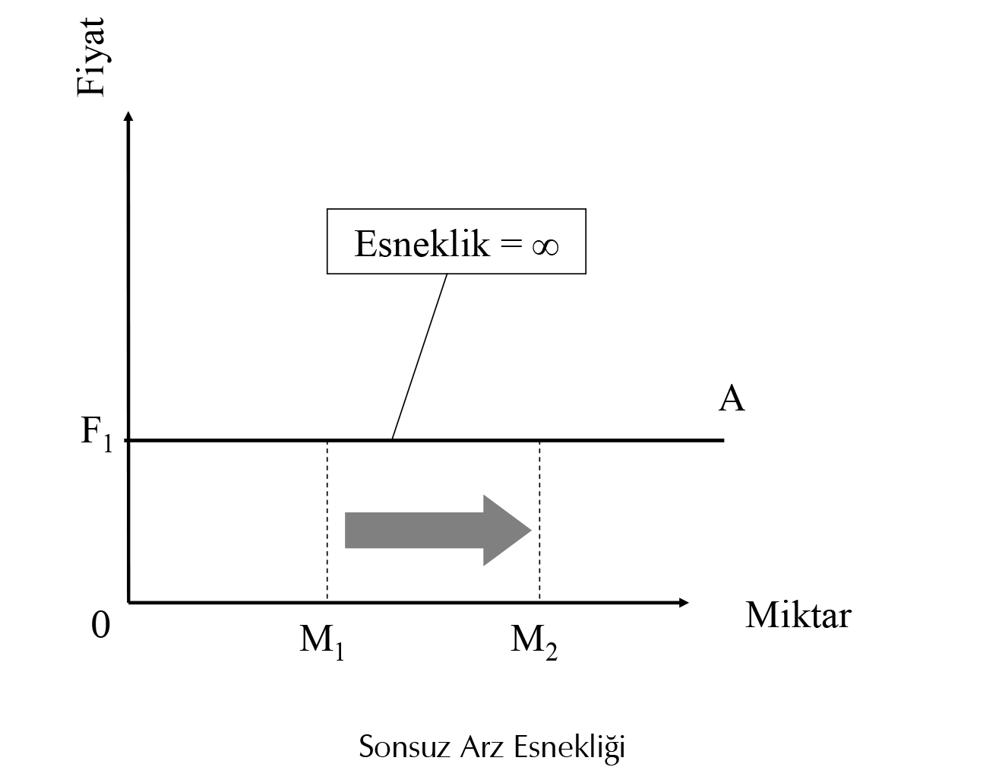 Fiyat
Esneklik = ∞
A
F₁
0
M₁
M₂
Miktar
Sonsuz Arz Esnekliği